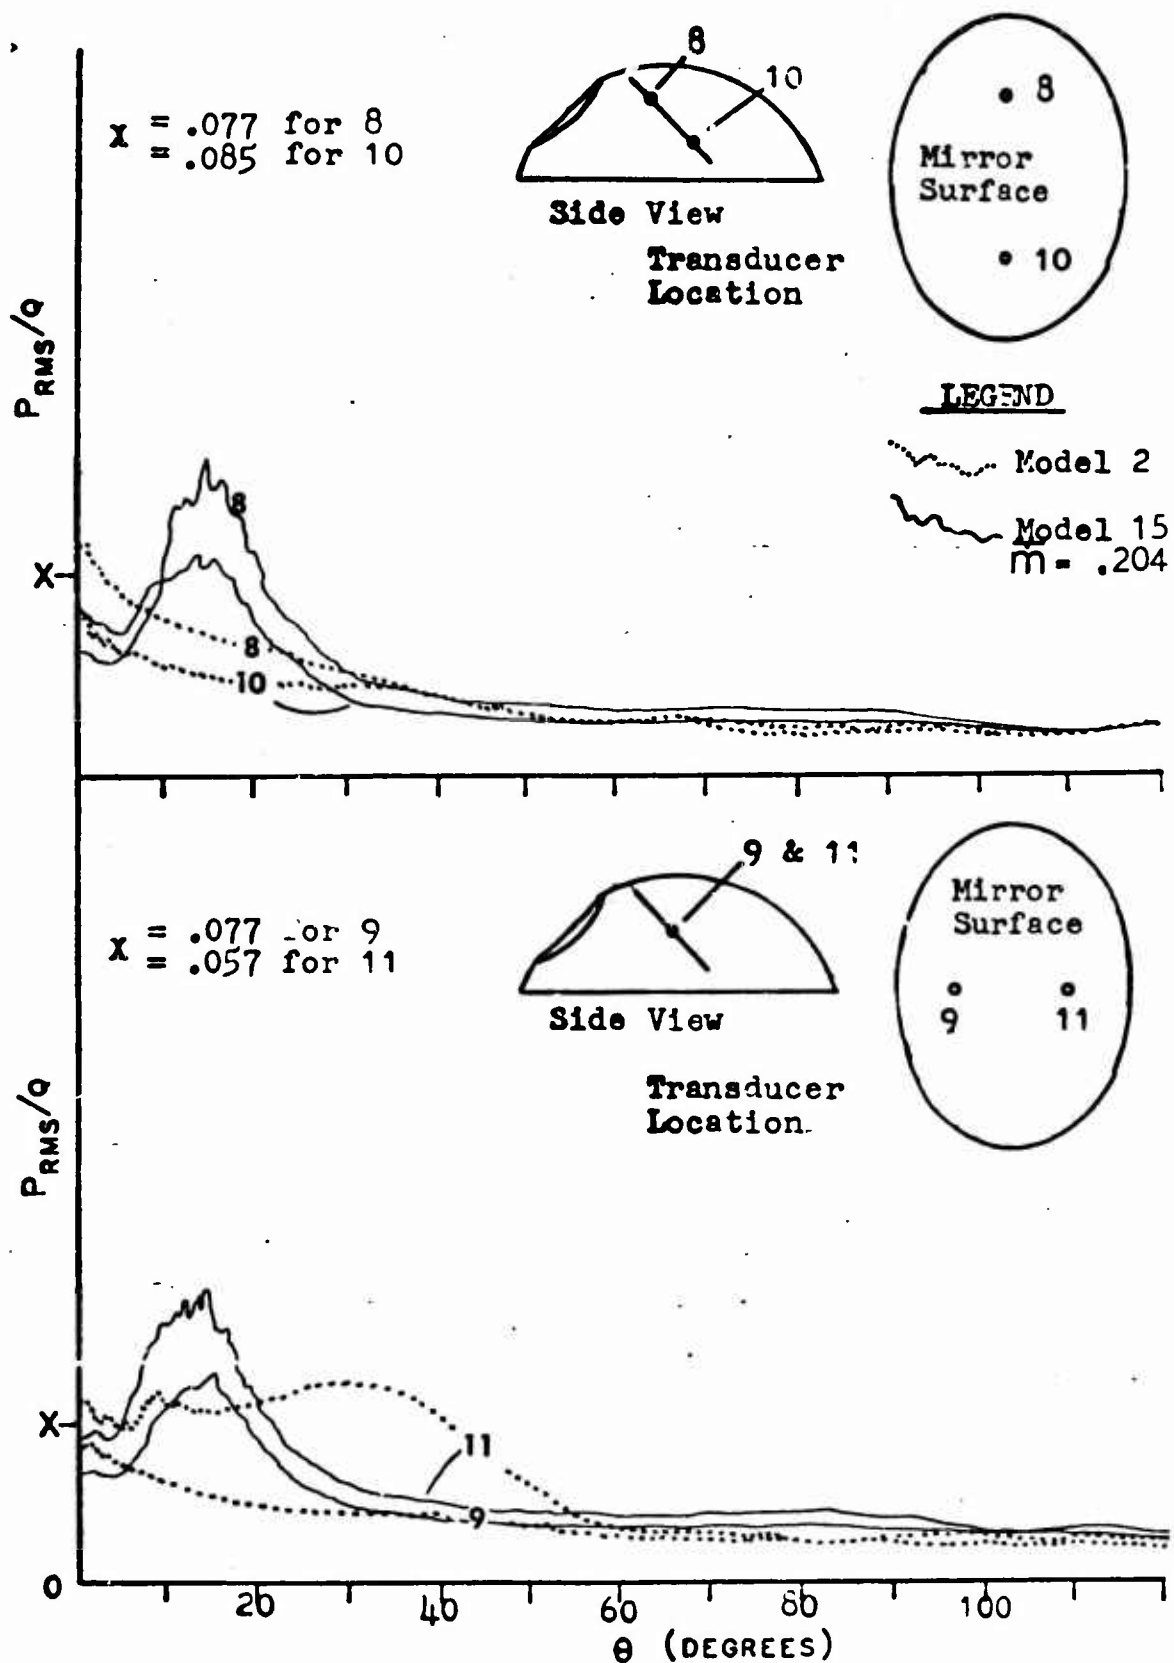 8
10
X = .077 for 8
= .085 for 10
Side View
Transducer
Location
8
Mirror
Surface
10
LEGEND
Model 2
Model 15
m̃ = .204
PRMS/Q
X
8
8
10
9 & 11
X = .077 for 9
= .057 for 11
Side View
Transducer
Location
Mirror
Surface
9
11
PRMS/Q
X
11
9
0
20
40
60
80
100
θ (DEGREES)